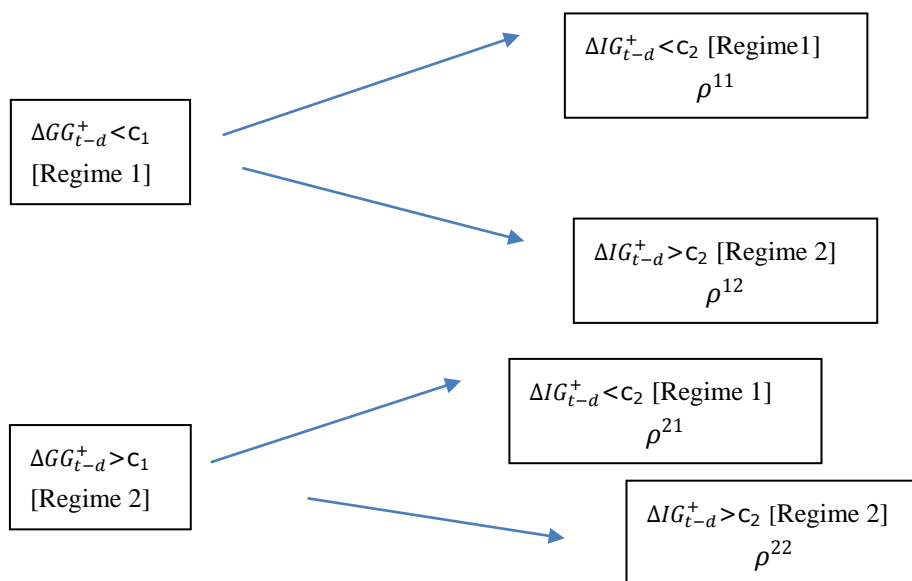 ΔIG⁺ₜ₋d<c₂ [Regime1]
ρ¹¹
ΔGG⁺ₜ₋d<c₁
[Regime 1]
ΔIG⁺ₜ₋d>c₂ [Regime 2]
ρ¹²
ΔIG⁺ₜ₋d<c₂ [Regime 1]
ρ²¹
ΔGG⁺ₜ₋d>c₁
[Regime 2]
ΔIG⁺ₜ₋d>c₂ [Regime 2]
ρ²²